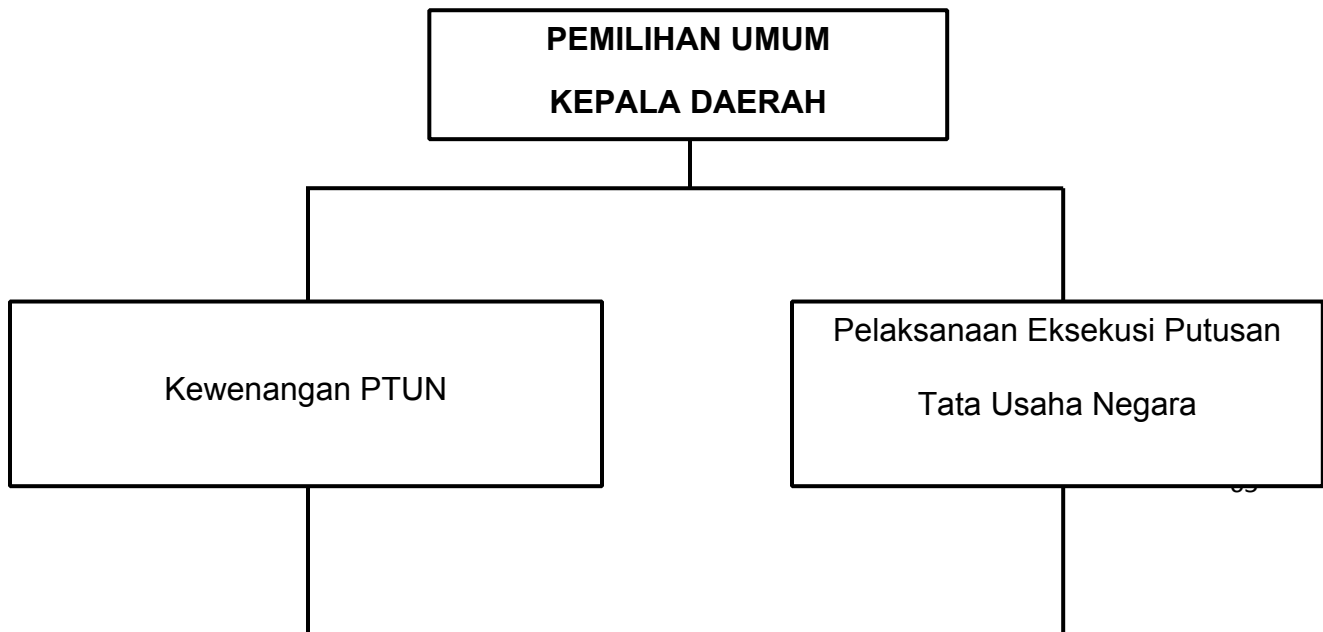 PEMILIHAN UMUM
KEPALA DAERAH
Kewenangan PTUN
Pelaksanaan Eksekusi Putusan
Tata Usaha Negara